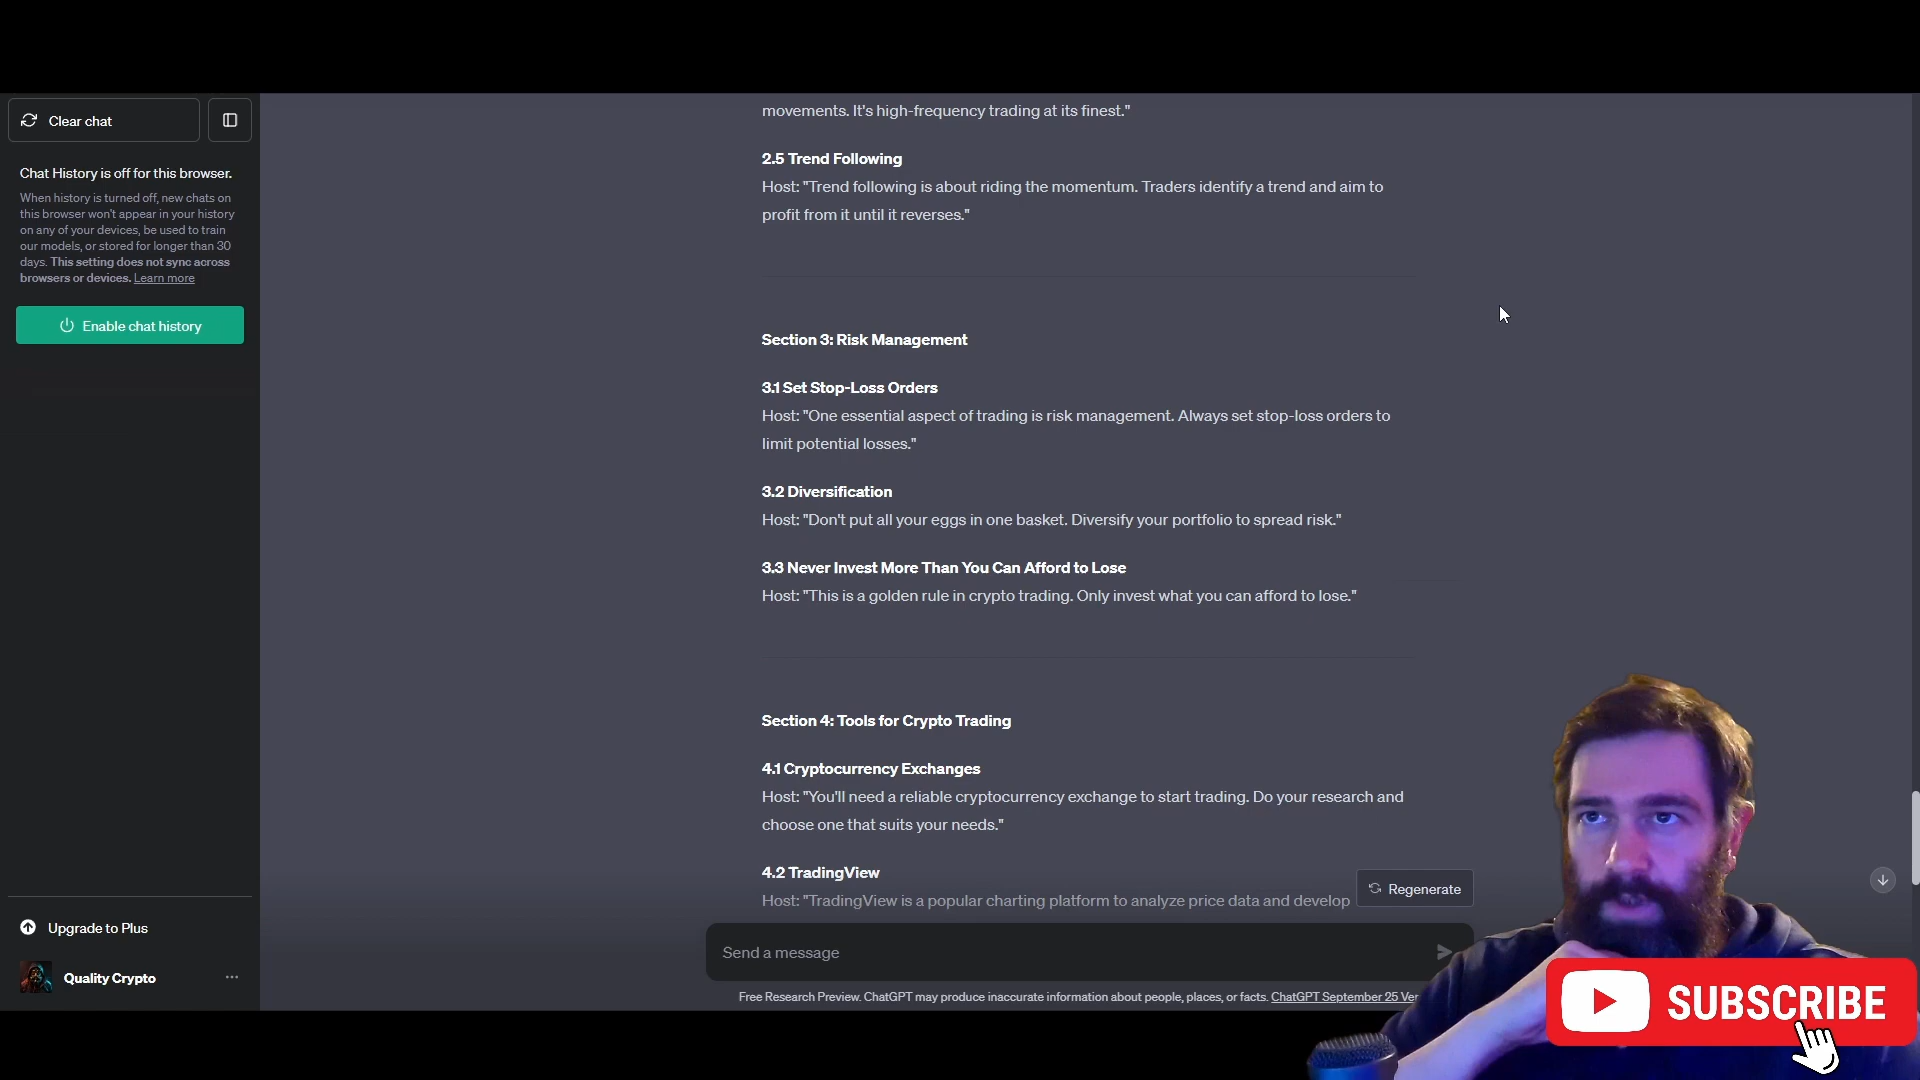 Clear chat
Chat History is off for this browser.
When history is turned off, new chats on
this browser won't appear in your history
on any of your devices, be used to train
our models, or stored for longer than 30
days. This setting does not sync across
browsers or devices. Learn more
Enable chat history
movements. It's high-frequency trading at its finest."
2.5 Trend Following
Host: "Trend following is about riding the momentum. Traders identify a trend and aim to
profit from it until it reverses."
Section 3: Risk Management
3.1 Set Stop-Loss Orders
Host: "One essential aspect of trading is risk management. Always set stop-loss orders to
limit potential losses."
3.2 Diversification
Host: "Don't put all your eggs in one basket. Diversify your portfolio to spread risk."
3.3 Never Invest More Than You Can Afford to Lose
Host: "This is a golden rule in crypto trading. Only invest what you can afford to lose."
Section 4: Tools for Crypto Trading
4.1 Cryptocurrency Exchanges
Host: "You'll need a reliable cryptocurrency exchange to start trading. Do your research and
choose one that suits your needs."
4.2 TradingView
Host: "TradingView is a popular charting platform to analyze price data and develop
Regenerate
Send a message
Free Research Preview. ChatGPT may produce inaccurate information about people, places, or facts. ChatGPT September 25 Ver
Upgrade to Plus
Quality Crypto
SUBSCRIBE